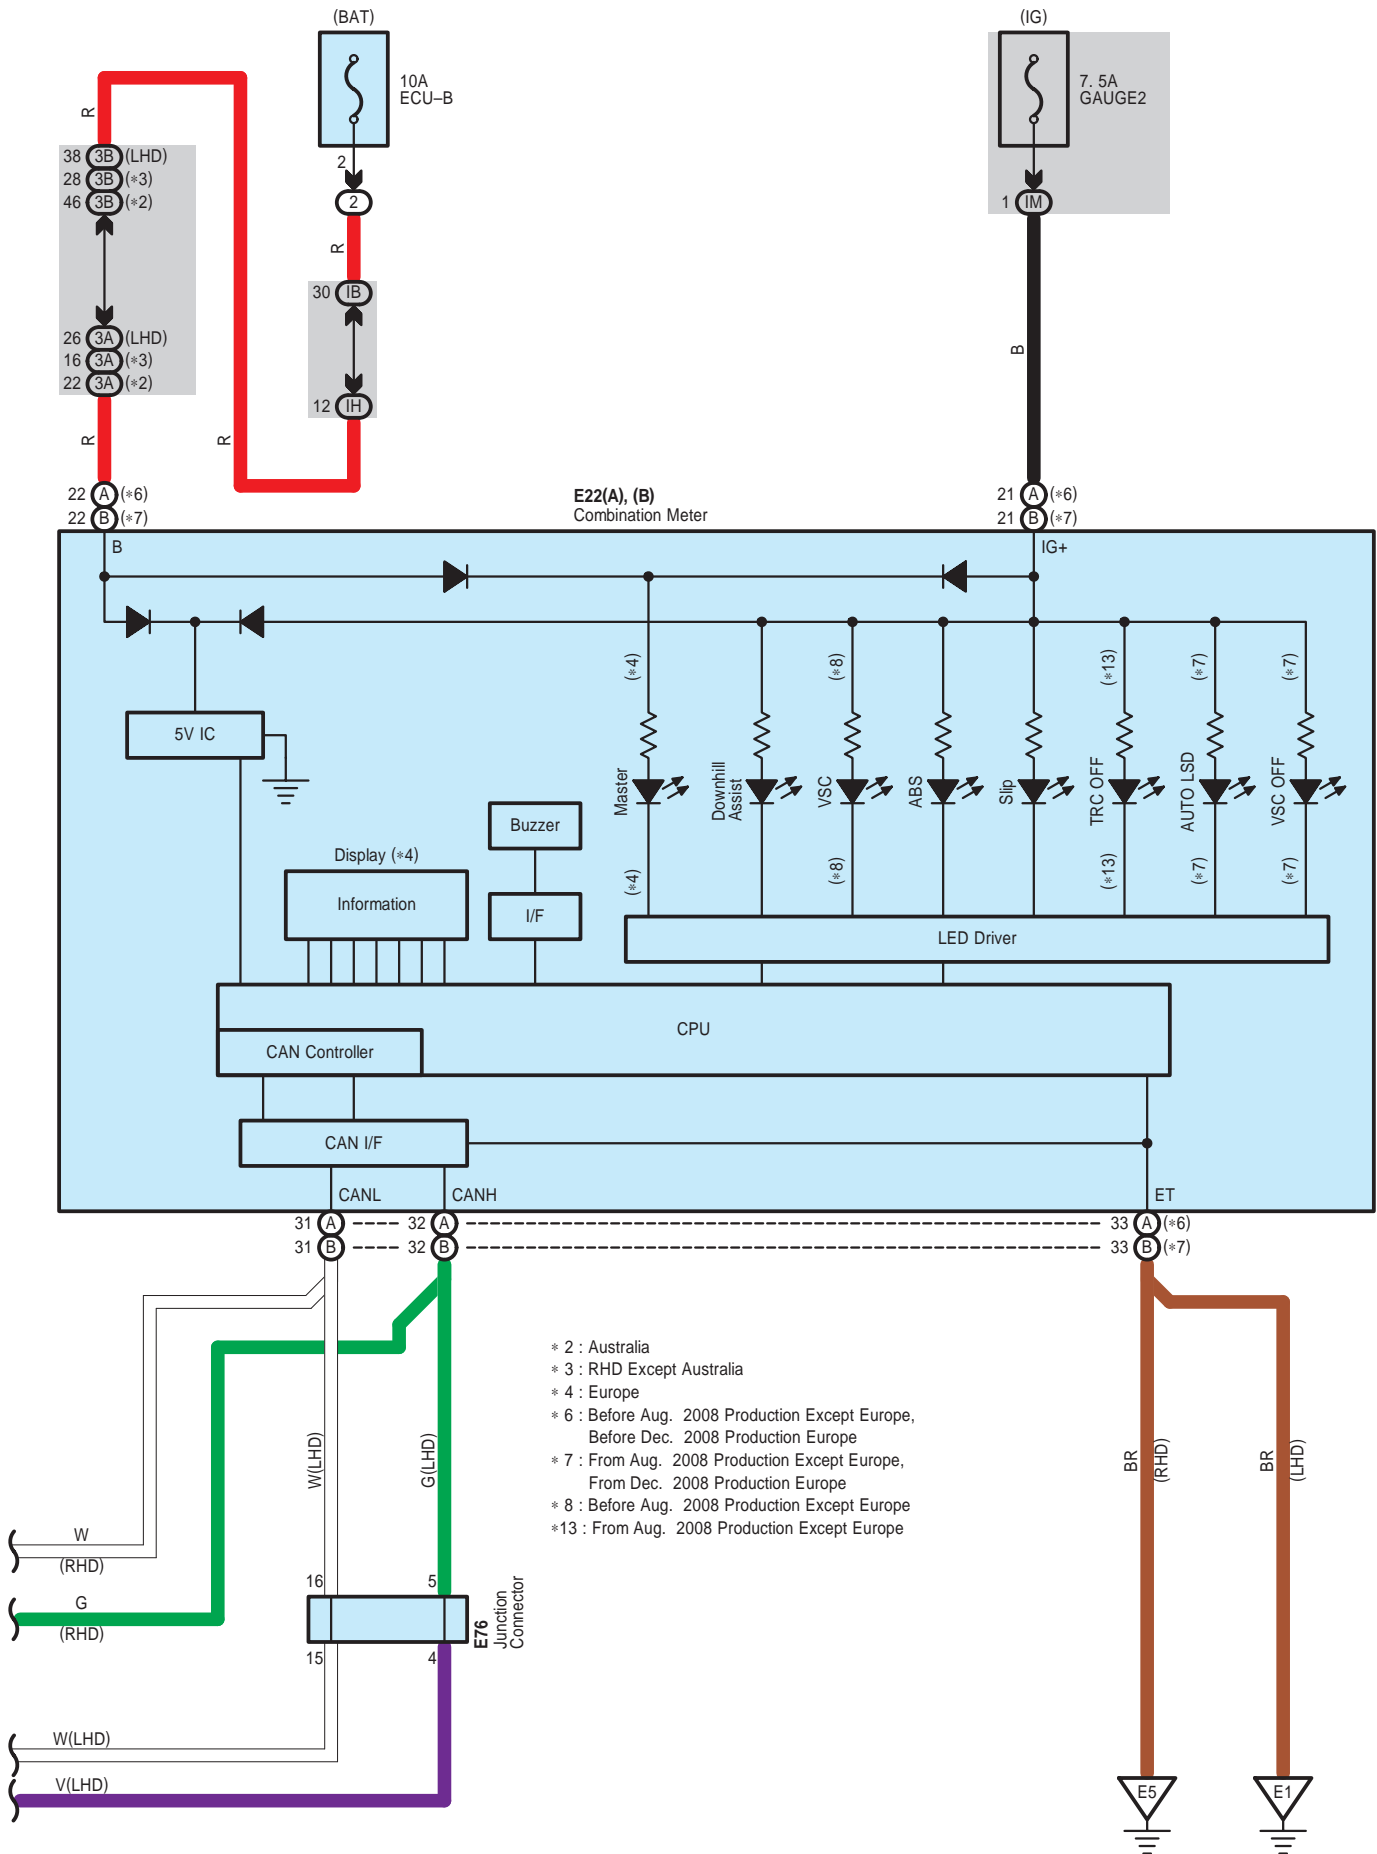 (BAT)
(IG)
10A
ECU–B
7. 5A
GAUGE2
R
38 3B (LHD)
28 3B (*3)
46 3B (*2)
2
2
1 IM
R
30 IB
26 3A (LHD)
16 3A (*3)
22 3A (*2)
12 IH
B
R
R
22 A (*6)
22 B (*7)
E22(A), (B)
Combination Meter
21 A (*6)
21 B (*7)
B
IG+
(*4)
(*8)
(*13)
(*7)
(*7)
5V IC
Master
Downhill
Assist
VSC
ABS
Slip
TRC OFF
AUTO LSD
VSC OFF
Buzzer
Display (*4)
Information
I/F
(*4)
(*8)
(*13)
(*7)
(*7)
LED Driver
CPU
CAN Controller
CAN I/F
CANL
CANH
ET
31 A 32 A 33 A (*6)
31 B 32 B 33 B (*7)
* 2 : Australia
* 3 : RHD Except Australia
* 4 : Europe
* 6 : Before Aug. 2008 Production Except Europe,
Before Dec. 2008 Production Europe
* 7 : From Aug. 2008 Production Except Europe,
From Dec. 2008 Production Europe
* 8 : Before Aug. 2008 Production Except Europe
*13 : From Aug. 2008 Production Except Europe
W(LHD)
G(LHD)
BR
(RHD)
BR
(LHD)
W
(RHD)
G
(RHD)
16
5
E76
Junction
Connector
15
4
W(LHD)
V(LHD)
E5
E1